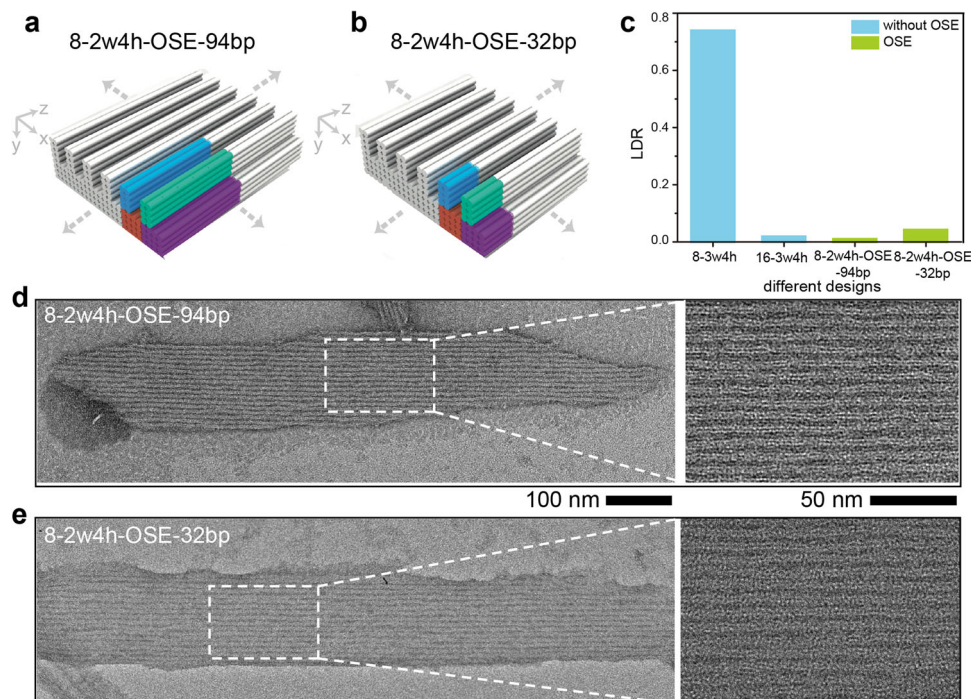 a
8-2w4h-OSE-94bp
z
x
y
b
8-2w4h-OSE-32bp
z
x
y
c
without OSE
OSE
LDR
0.8
0.6
0.4
0.2
0.0
8-3w4h
16-3w4h
8-2w4h-OSE
-94bp
8-2w4h-OSE
-32bp
different designs
d
8-2w4h-OSE-94bp
100 nm
50 nm
e
8-2w4h-OSE-32bp